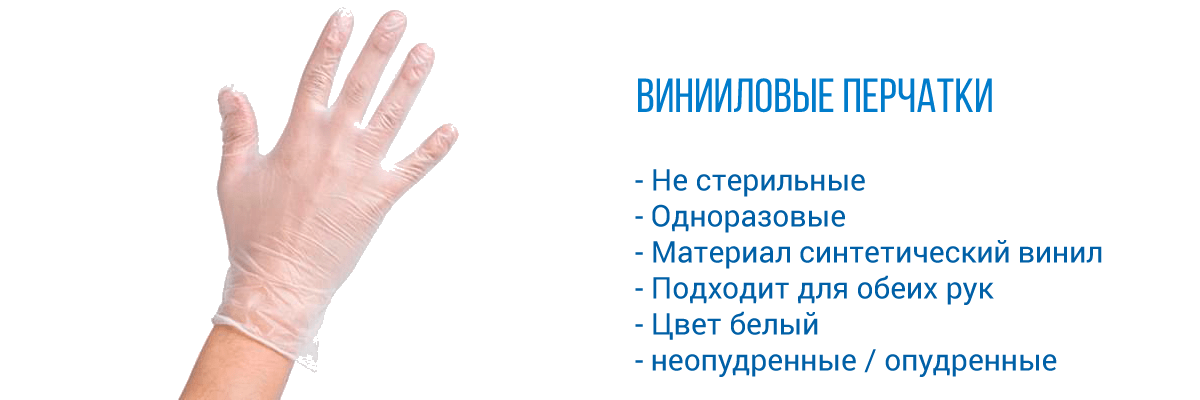 ВИНИИЛОВЫЕ ПЕРЧАТКИ
- Не стерильные
- Одноразовые
- Материал синтетический винил
- Подходит для обеих рук
- Цвет белый
- неопудренные / опудренные